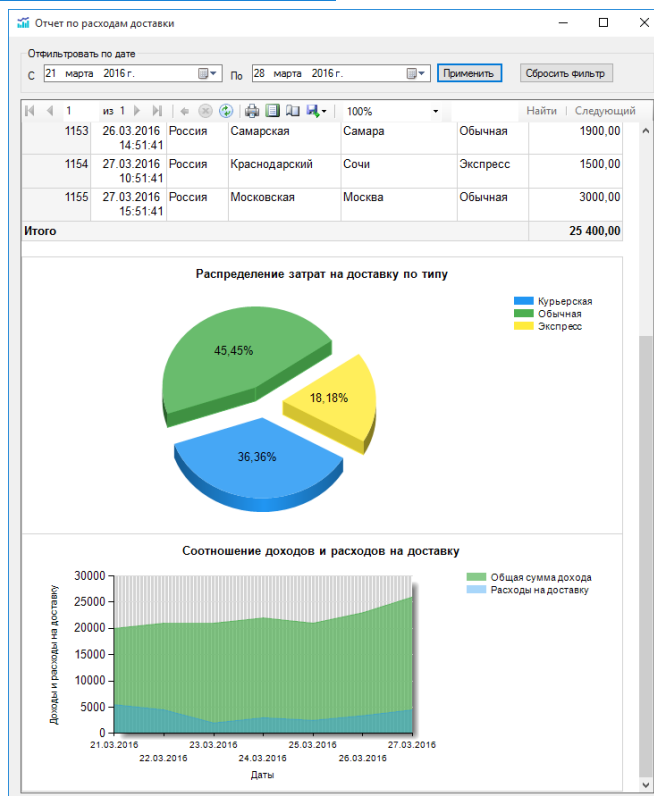 Отчет по расходам доставки
Отфильтровать по дате
С 21 марта 2016 г. По 28 марта 2016 г. Применить Сбросить фильтр
1 из 1 100% Найти | Следующий
1153 26.03.2016 14:51:41 Россия Самарская Самара Обычная 1900,00
1154 27.03.2016 10:51:41 Россия Краснодарский Сочи Экспресс 1500,00
1155 27.03.2016 15:51:41 Россия Московская Москва Обычная 3000,00
Итого 25 400,00
Распределение затрат на доставку по типу
Курьерская
Обычная
Экспресс
45,45%
18,18%
36,36%
Соотношение доходов и расходов на доставку
Общая сумма дохода
Расходы на доставку
Доходы и расходы на доставку
30000
25000
20000
15000
10000
5000
0
21.03.2016 23.03.2016 25.03.2016 27.03.2016
22.03.2016 24.03.2016 26.03.2016
Даты